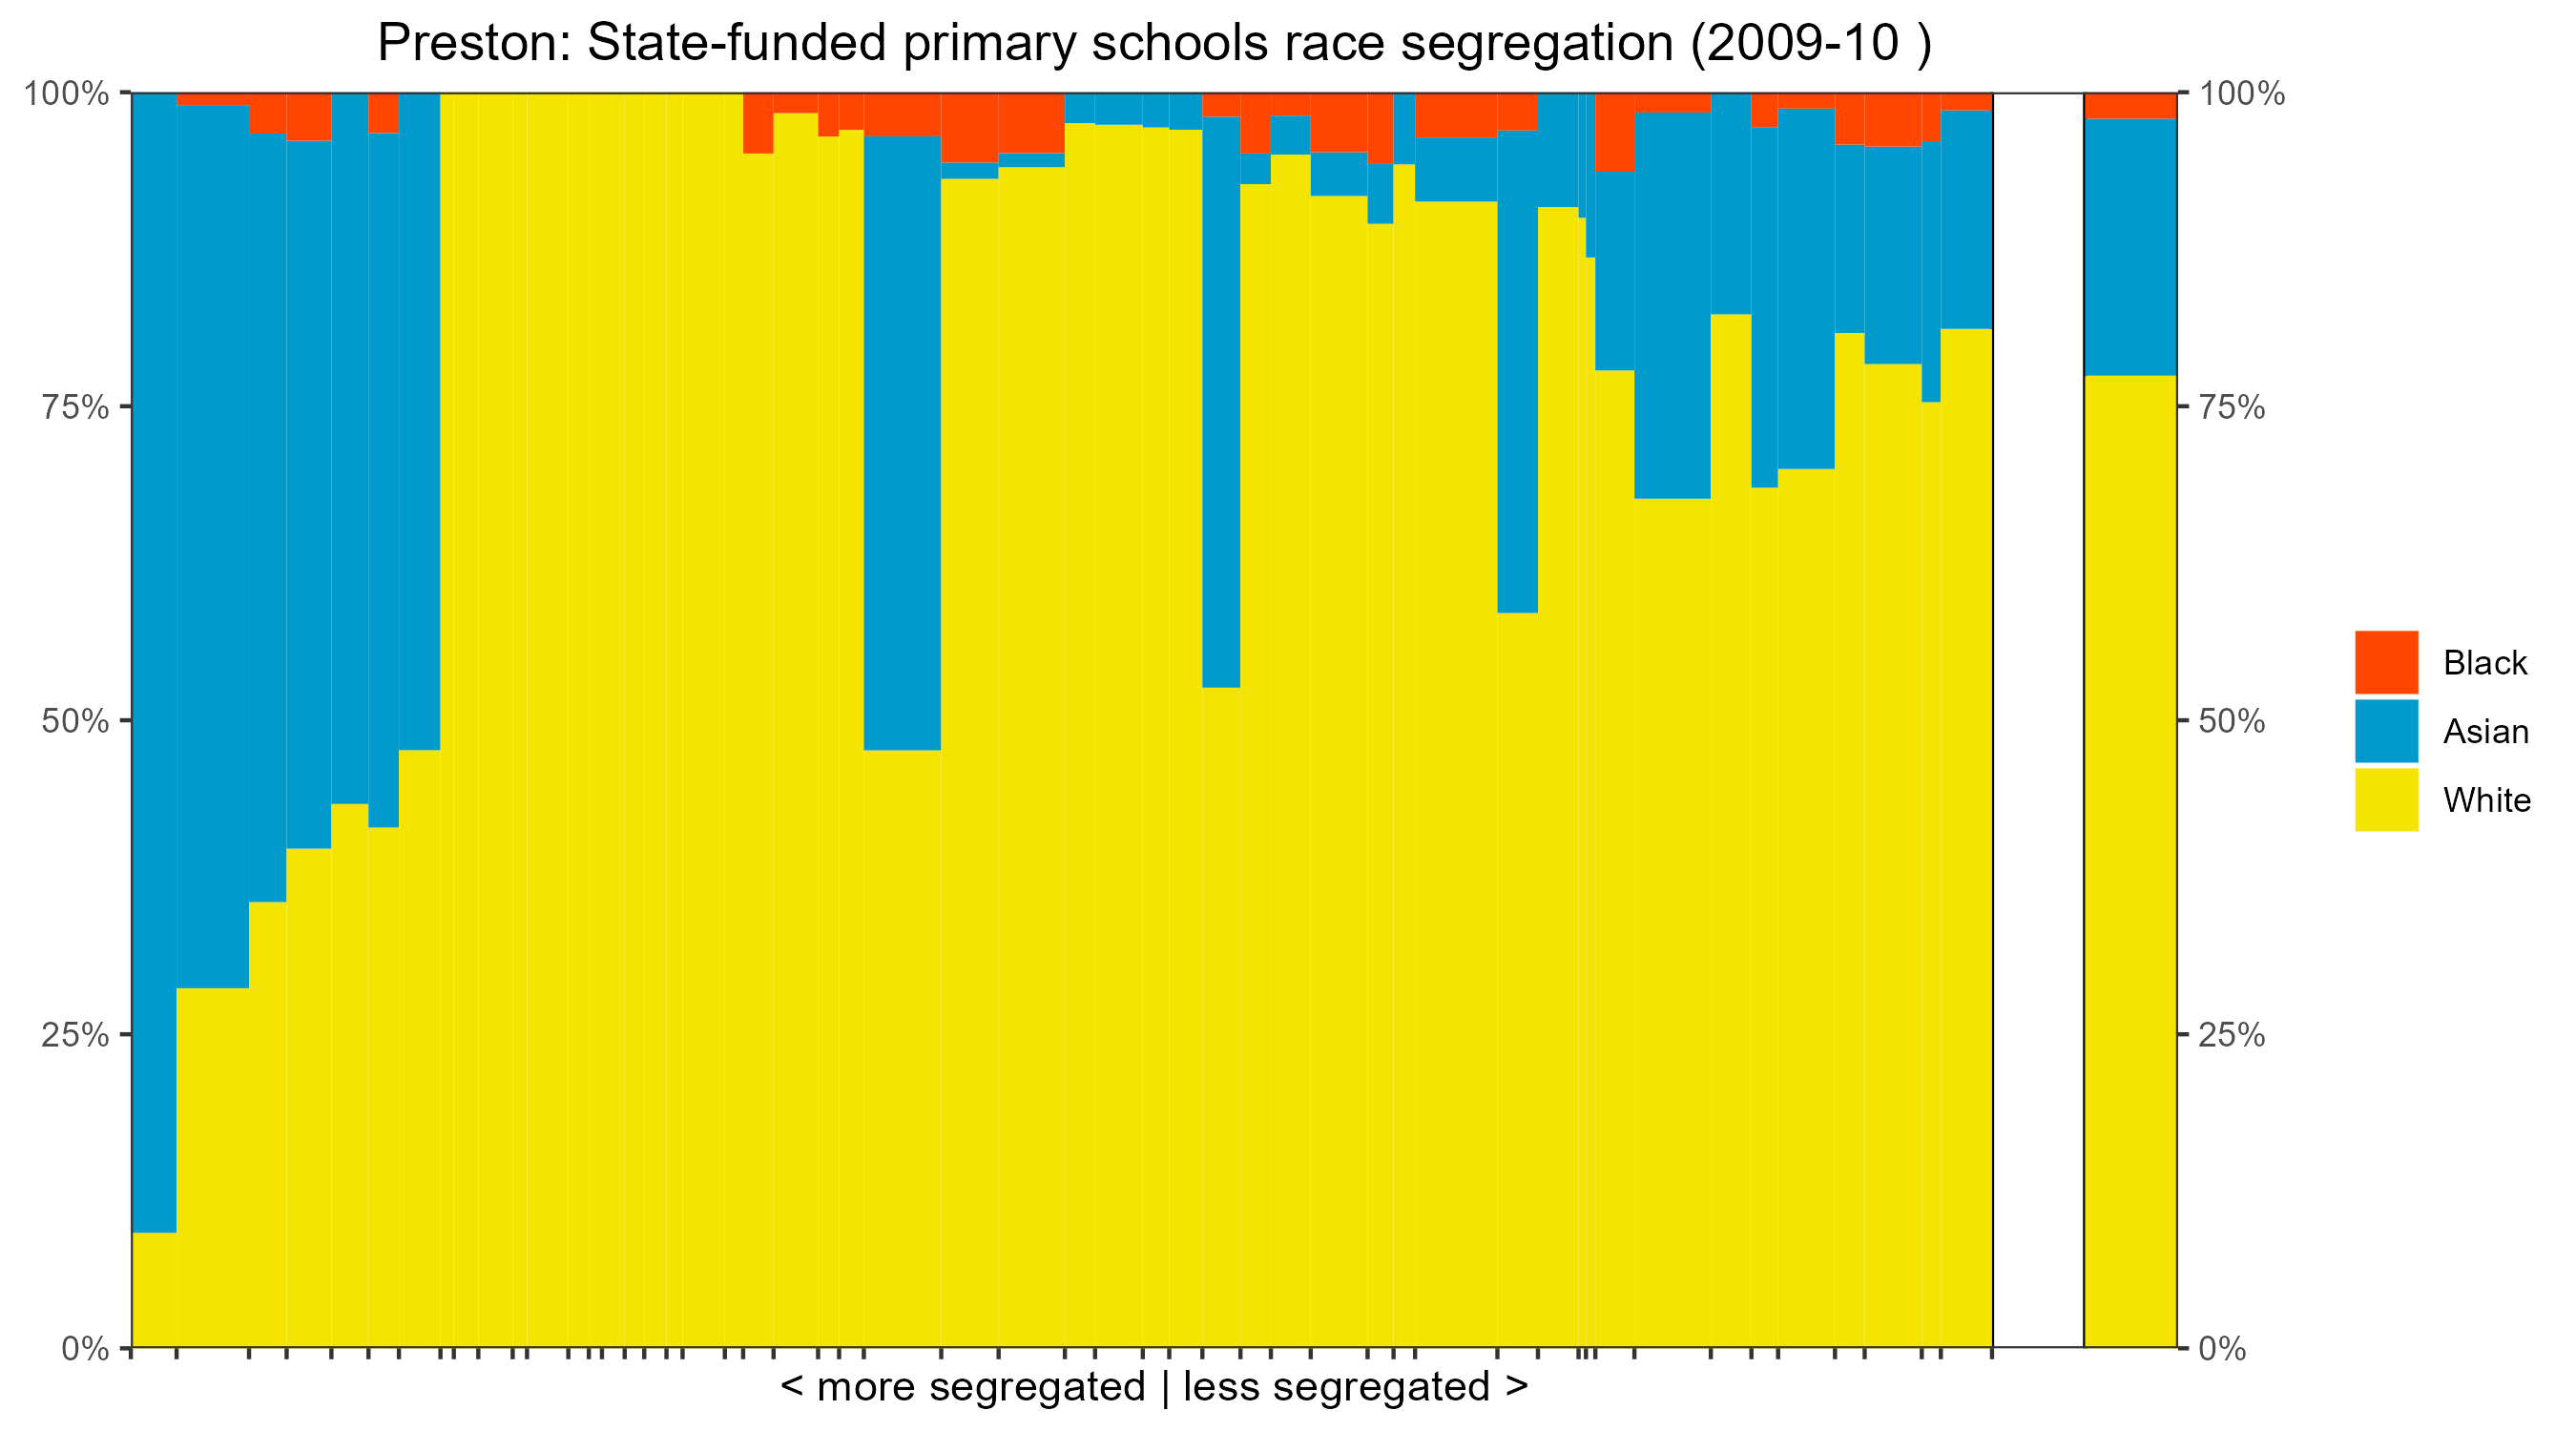 Preston: State-funded primary schools race segregation (2009-10 )
100%
75%
50%
25%
0%
100%
75%
50%
25%
0%
Black
Asian
White
< more segregated | less segregated >